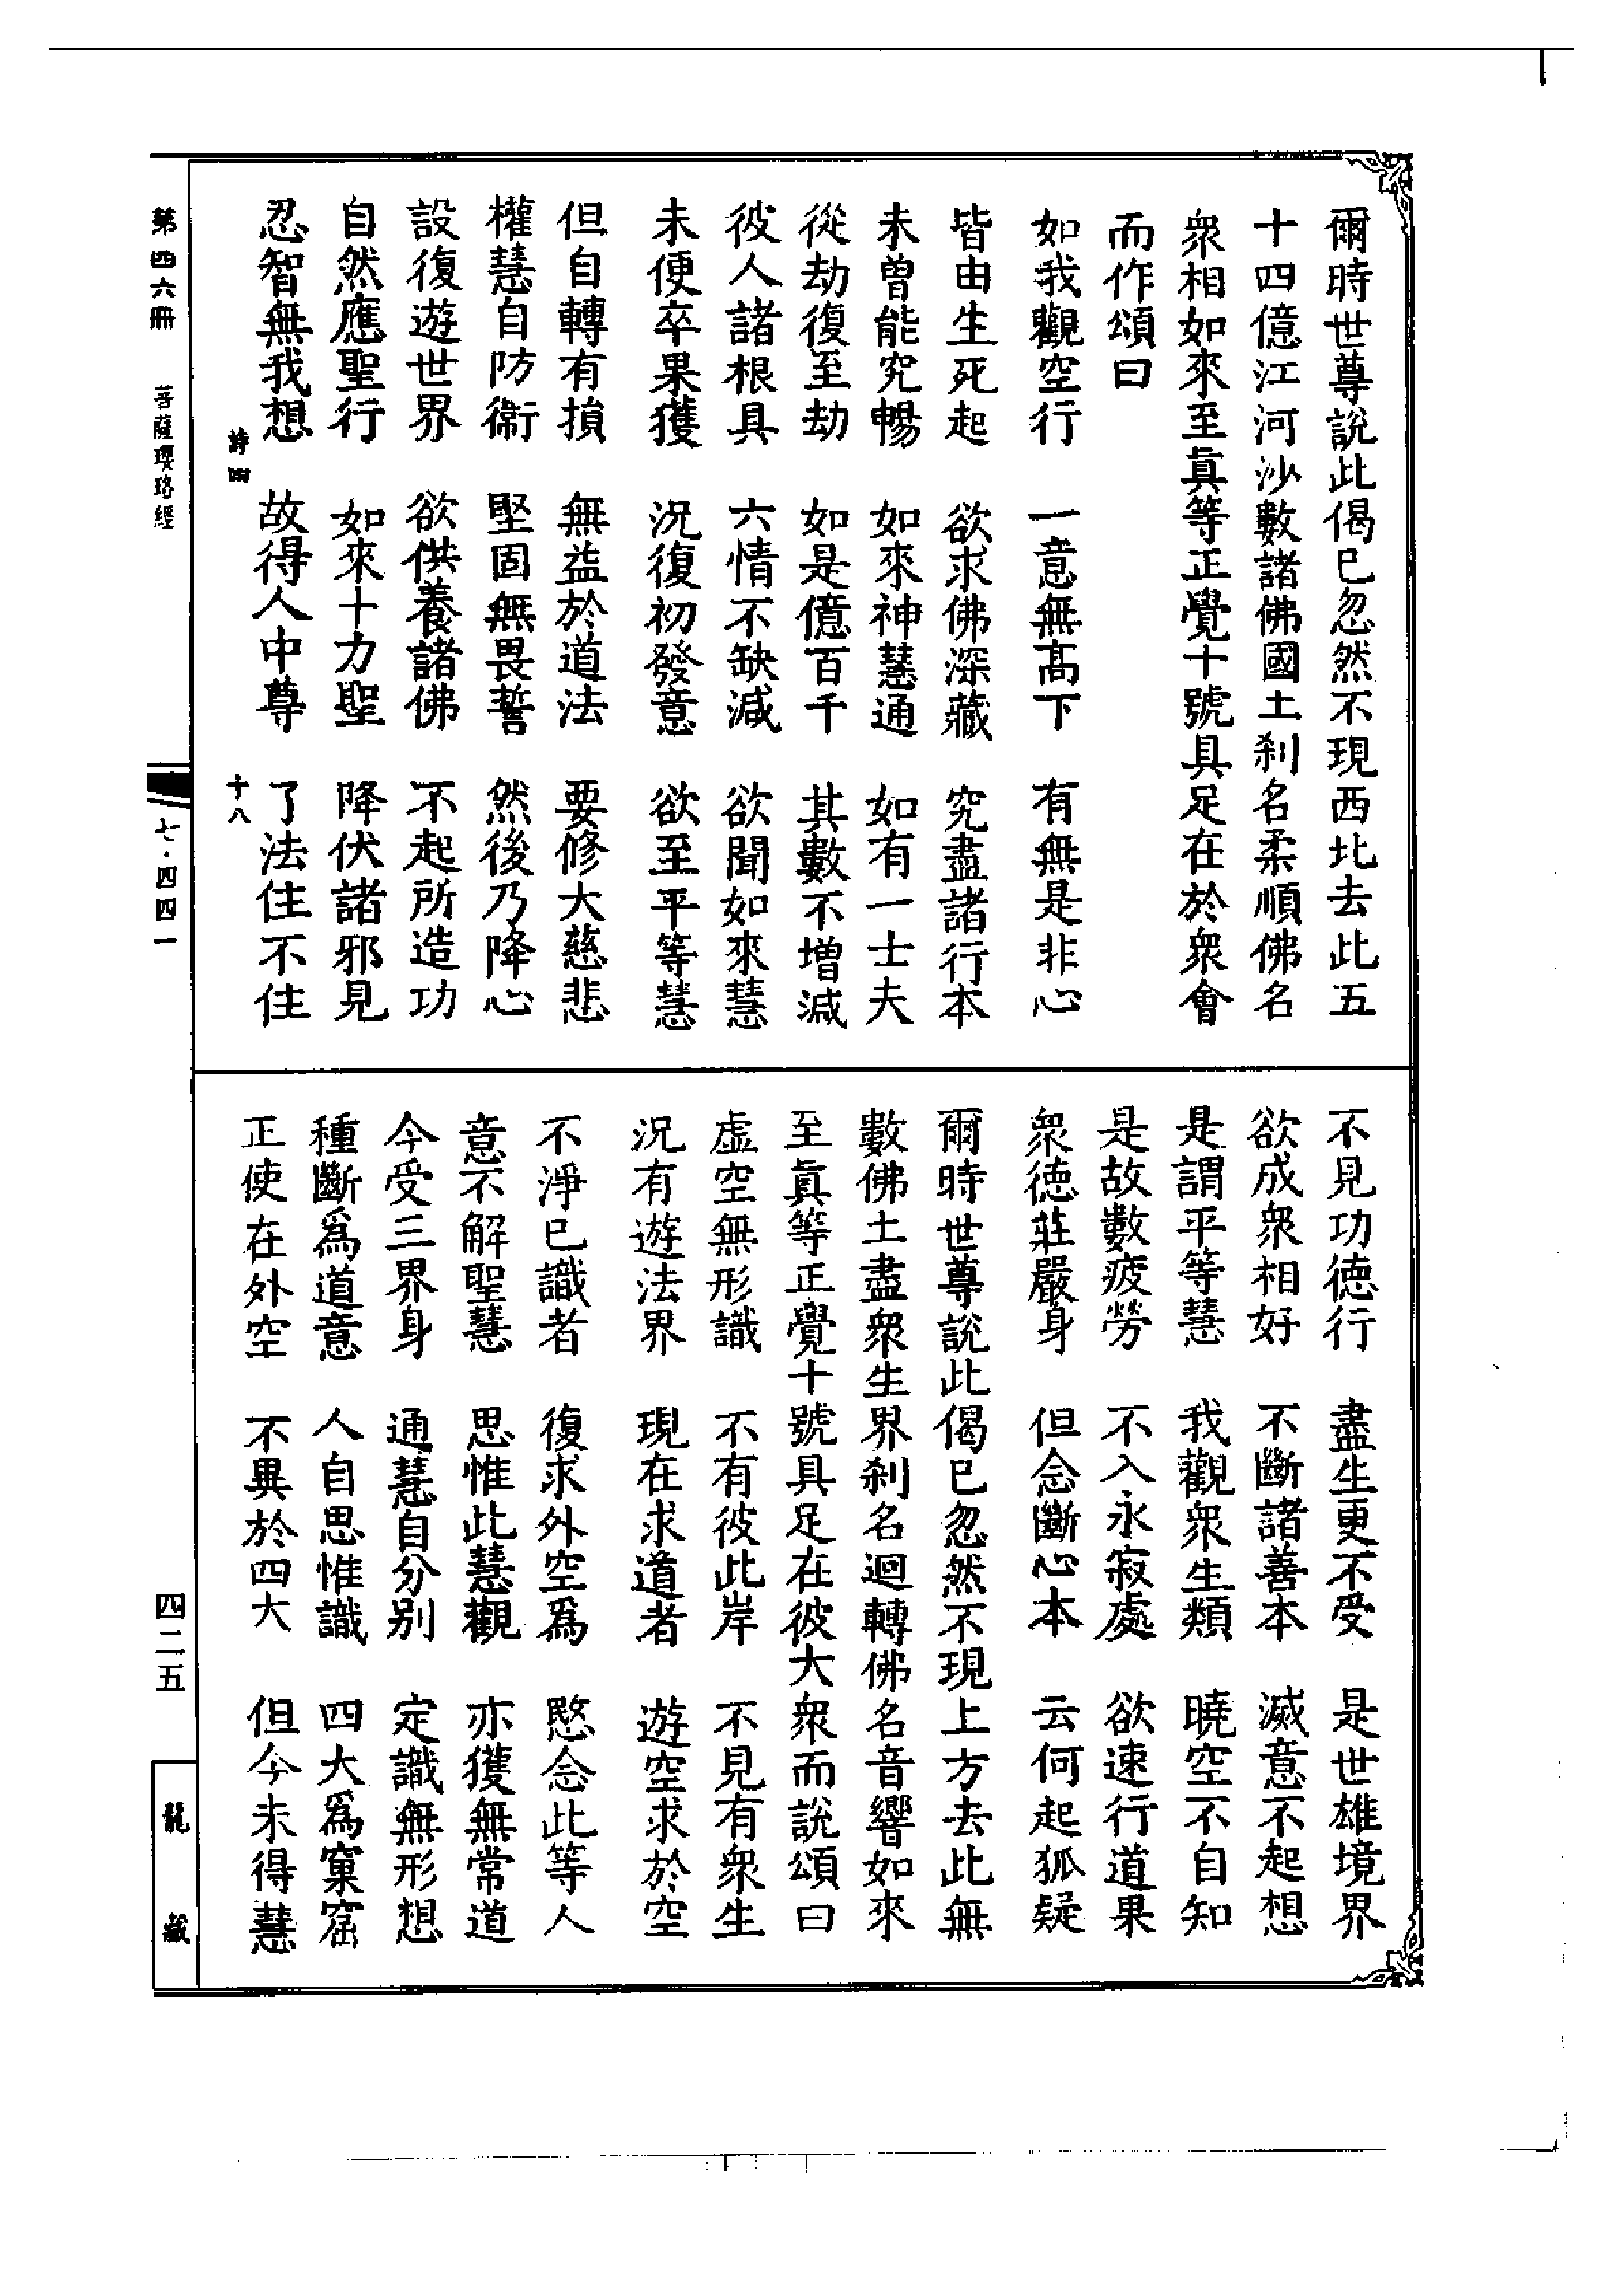 爾時世尊說此偈已忽然不現西北去此五
十四億江河沙數諸佛國土刹名柔順佛名
衆相如來至眞等正覺十號具足在於衆會
而作頌曰
如我觀空行　一意無髙下　有無是非心
皆由生死起　欲求佛深藏　究盡諸行本
未曾能究暢　如來神慧通　如有一士夫
從劫復至劫　如是億百千　其數不增減
彼人諸根具　六情不缺減　欲聞如來慧
未便卒果獲　況復初發意　欲至平等慧
但自轉有損　無益於道法　要修大慈悲
權慧自防衞　堅固無畏誓　然後乃降心
設復遊世界　欲供養諸佛　不起所造功
自然應聖行　如來十力聖　降伏諸邪見
忍智無我想　故得人中尊　了法住不住
詩四　十八
不見功德行　盡生更不受　是世雄境界
欲成衆相好　不斷諸善本　滅意不起想
是謂平等慧　我觀衆生類　曉空不自知
是故數疲勞　不入永寂處　欲速行道果
衆德莊嚴身　但念斷心本　云何起狐疑
爾時世尊說此偈已忽然不現上方去此無
數佛土盡衆生界刹名迴轉佛名音響如來
至眞等正覺十號具足在彼大衆而說頌曰
虛空無形識　不有彼此岸　不見有衆生
況有遊法界　現在求道者　遊空求於空
不淨已識者　復求外空爲　愍念此等人
意不解聖慧　思惟此慧觀　亦獲無常道
今受三界身　通慧自分別　定識無形想
種斷爲道意　人自思惟識　四大爲窠窟
正使在外空　不異於四大　但今未得慧
第四六冊　菩薩瓔珞經　七·四四一　四二五　龍藏